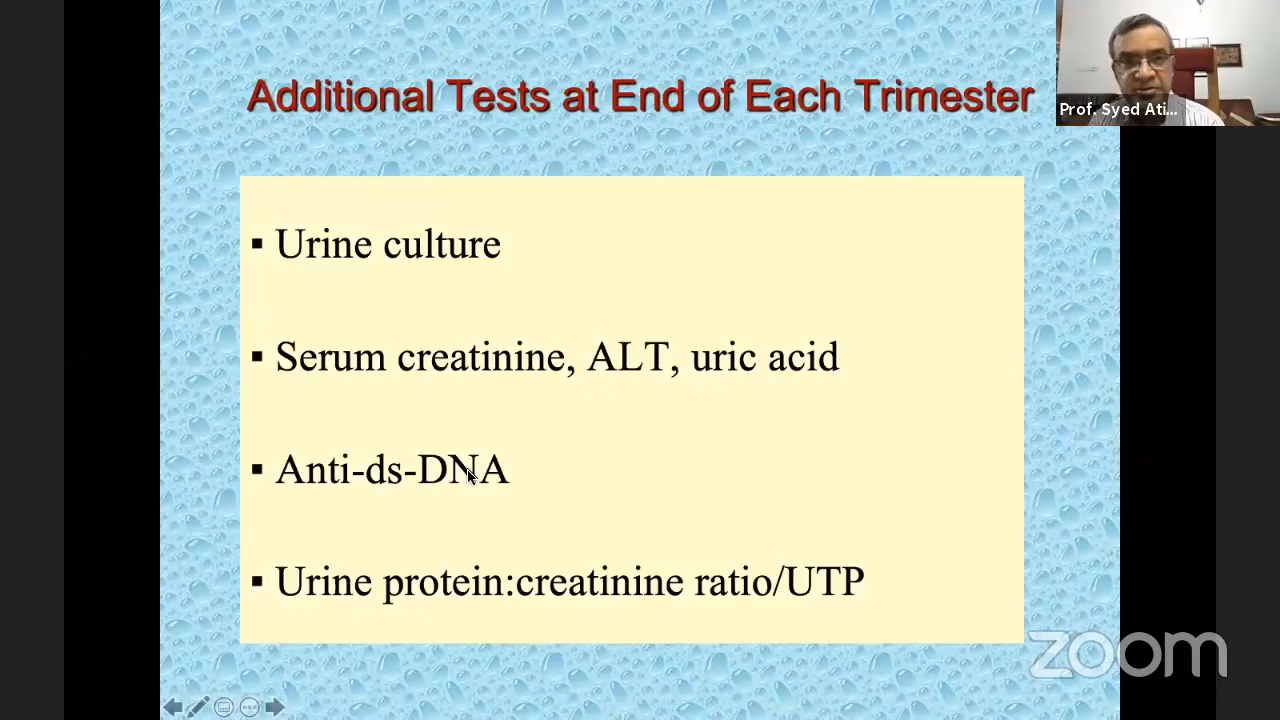 Additional Tests at End of Each Trimester
Prof. Syed Ati...
▪ Urine culture
▪ Serum creatinine, ALT, uric acid
▪ Anti-ds-DNA
▪ Urine protein:creatinine ratio/UTP
zoom